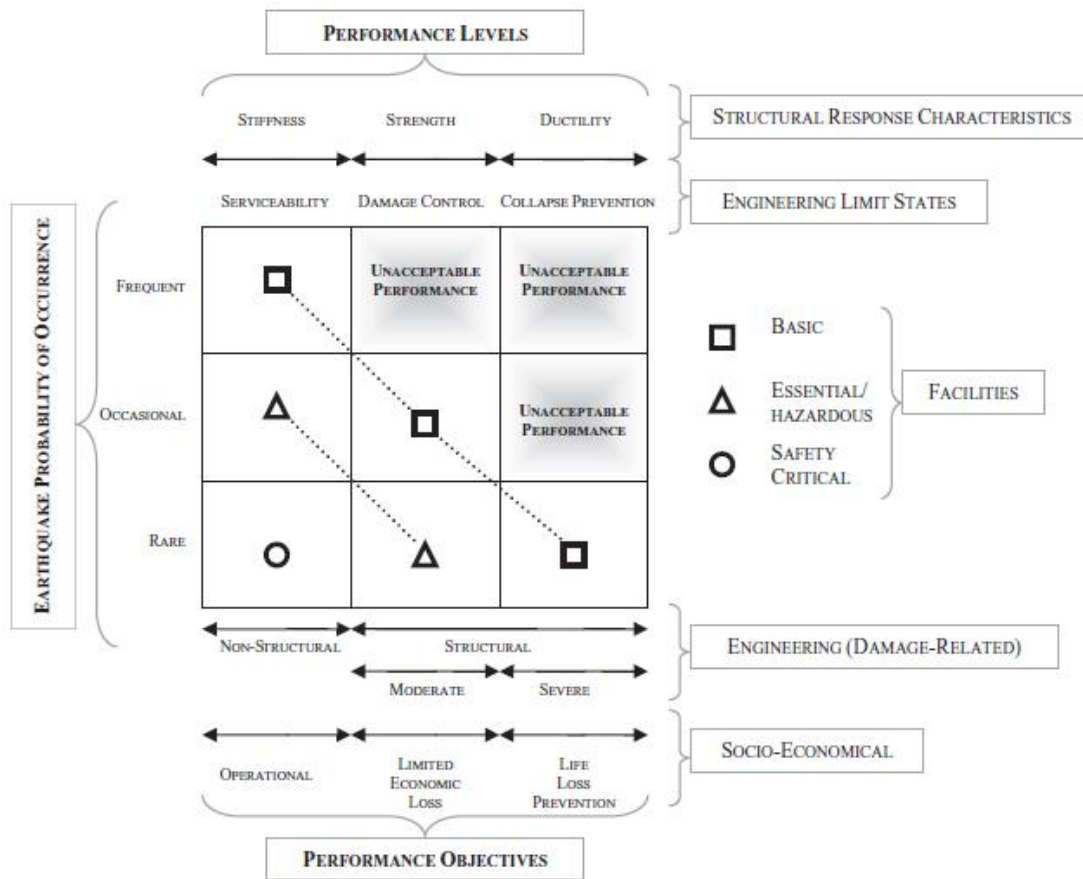 PERFORMANCE LEVELS
STIFFNESS
STRENGTH
DUCTILITY
STRUCTURAL RESPONSE CHARACTERISTICS
SERVICEABILITY
DAMAGE CONTROL
COLLAPSE PREVENTION
ENGINEERING LIMIT STATES
EARTHQUAKE PROBABILITY OF OCCURRENCE
FREQUENT
UNACCEPTABLE
PERFORMANCE
UNACCEPTABLE
PERFORMANCE
OCCASIONAL
UNACCEPTABLE
PERFORMANCE
RARE
BASIC
ESSENTIAL/
HAZARDOUS
SAFETY
CRITICAL
FACILITIES
NON-STRUCTURAL
STRUCTURAL
MODERATE
SEVERE
ENGINEERING (DAMAGE-RELATED)
OPERATIONAL
LIMITED
ECONOMIC
LOSS
LIFE
LOSS
PREVENTION
SOCIO-ECONOMICAL
PERFORMANCE OBJECTIVES